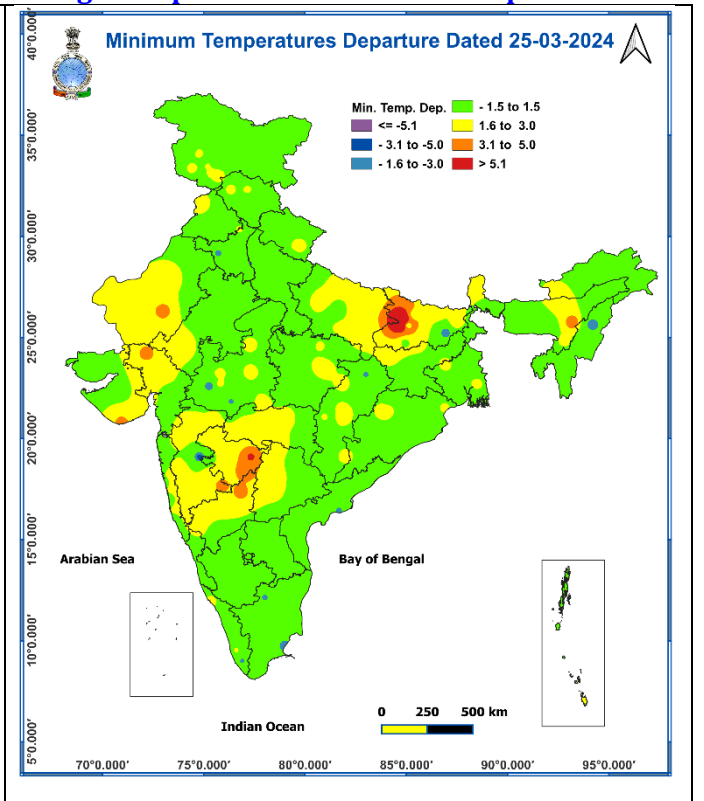 Minimum Temperatures Departure Dated 25-03-2024
Min. Temp. Dep.
<= -5.1
- 3.1 to -5.0
- 1.6 to -3.0
- 1.5 to 1.5
1.6 to 3.0
3.1 to 5.0
> 5.1
40°0.000'
35°0.000'
30°0.000'
25°0.000'
20°0.000'
15°0.000'
10°0.000'
5°0.000'
Arabian Sea
Bay of Bengal
Indian Ocean
0 250 500 km
70°0.000' 75°0.000' 80°0.000' 85°0.000' 90°0.000' 95°0.000'